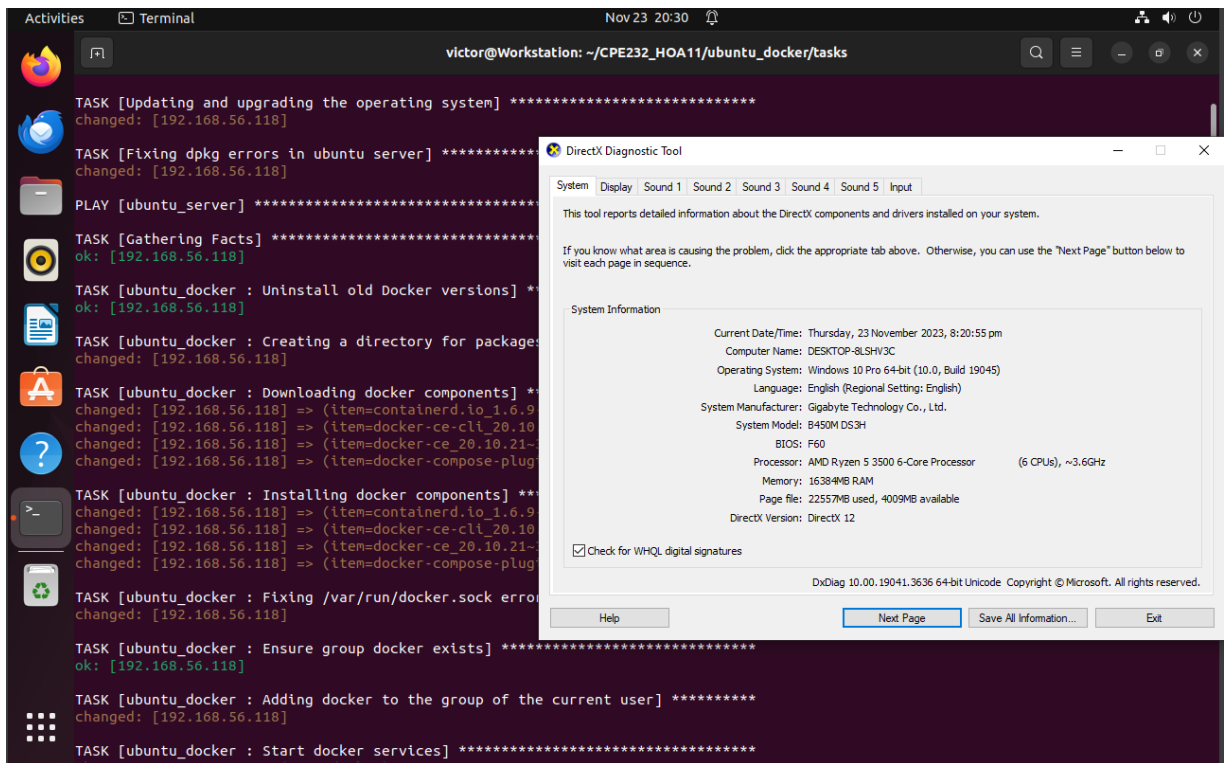 Activities Terminal Nov 23 20:30
victor@Workstation: ~/CPE232_HOA11/ubuntu_docker/tasks
TASK [Updating and upgrading the operating system] *****************************
changed: [192.168.56.118]
TASK [Fixing dpkg errors in ubuntu server] ***********
changed: [192.168.56.118]
PLAY [ubuntu_server] *********************************
TASK [Gathering Facts] *******************************
ok: [192.168.56.118]
TASK [ubuntu_docker : Uninstall old Docker versions] *
ok: [192.168.56.118]
TASK [ubuntu_docker : Creating a directory for packages
changed: [192.168.56.118]
TASK [ubuntu_docker : Downloading docker components] *
changed: [192.168.56.118] => (item=containerd.io_1.6.9-
changed: [192.168.56.118] => (item=docker-ce-cli_20.10
changed: [192.168.56.118] => (item=docker-ce_20.10.21~
changed: [192.168.56.118] => (item=docker-compose-plug
TASK [ubuntu_docker : Installing docker components] **
changed: [192.168.56.118] => (item=containerd.io_1.6.9-
changed: [192.168.56.118] => (item=docker-ce-cli_20.10
changed: [192.168.56.118] => (item=docker-ce_20.10.21~
changed: [192.168.56.118] => (item=docker-compose-plug
TASK [ubuntu_docker : Fixing /var/run/docker.sock erro
changed: [192.168.56.118]
TASK [ubuntu_docker : Ensure group docker exists] ******************************
ok: [192.168.56.118]
TASK [ubuntu_docker : Adding docker to the group of the current user] **********
changed: [192.168.56.118]
TASK [ubuntu_docker : Start docker services] ***********************************
DirectX Diagnostic Tool
System Display Sound 1 Sound 2 Sound 3 Sound 4 Sound 5 Input
This tool reports detailed information about the DirectX components and drivers installed on your system.
If you know what area is causing the problem, click the appropriate tab above. Otherwise, you can use the "Next Page" button below to
visit each page in sequence.
System Information
Current Date/Time: Thursday, 23 November 2023, 8:20:55 pm
Computer Name: DESKTOP-8LSHV3C
Operating System: Windows 10 Pro 64-bit (10.0, Build 19045)
Language: English (Regional Setting: English)
System Manufacturer: Gigabyte Technology Co., Ltd.
System Model: B450M DS3H
BIOS: F60
Processor: AMD Ryzen 5 3500 6-Core Processor (6 CPUs), ~3.6GHz
Memory: 16384MB RAM
Page file: 22557MB used, 4009MB available
DirectX Version: DirectX 12
Check for WHQL digital signatures
DxDiag 10.00.19041.3636 64-bit Unicode Copyright © Microsoft. All rights reserved.
Help Next Page Save All Information... Exit